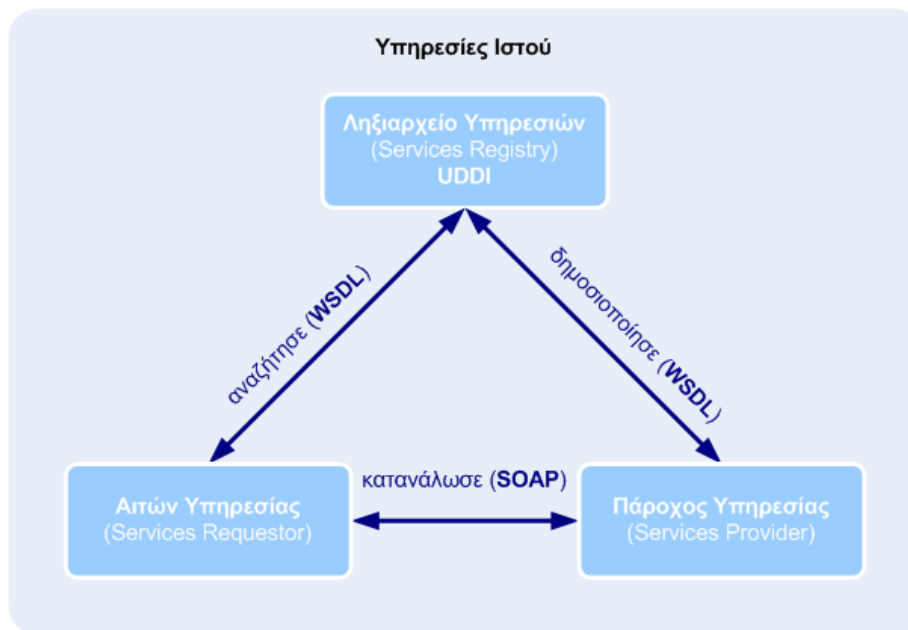 Υπηρεσίες Ιστού
Ληξιαρχείο Υπηρεσιών
(Services Registry)
UDDI
αναζήτησε (WSDL)
δημοσιοποίησε (WSDL)
κατανάλωσε (SOAP)
Αιτών Υπηρεσίας
(Services Requestor)
Πάροχος Υπηρεσίας
(Services Provider)